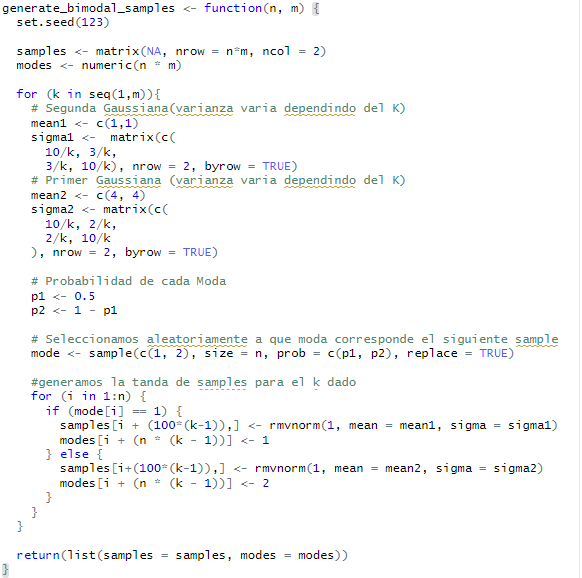 generate_bimodal_samples <- function(n, m) {
  set.seed(123)

  samples <- matrix(NA, nrow = n*m, ncol = 2)
  modes <- numeric(n * m)

  for (k in seq(1,m)){
    # Segunda Gaussiana(varianza varia dependindo del K)
    mean1 <- c(1,1)
    sigma1 <-  matrix(c(
      10/k, 3/k,
      3/k, 10/k), nrow = 2, byrow = TRUE)
    # Primer Gaussiana (varianza varia dependindo del K)
    mean2 <- c(4, 4)
    sigma2 <- matrix(c(
      10/k, 2/k,
      2/k, 10/k
    ), nrow = 2, byrow = TRUE)

    # Probabilidad de cada Moda
    p1 <- 0.5
    p2 <- 1 - p1

    # Seleccionamos aleatoriamente a que moda corresponde el siguiente sample
    mode <- sample(c(1, 2), size = n, prob = c(p1, p2), replace = TRUE)

    #generamos la tanda de samples para el k dado
    for (i in 1:n) {
      if (mode[i] == 1) {
        samples[i + (100*(k-1)),] <- rmvnorm(1, mean = mean1, sigma = sigma1)
        modes[i + (n * (k - 1))] <- 1
      } else {
        samples[i+(100*(k-1)),] <- rmvnorm(1, mean = mean2, sigma = sigma2)
        modes[i + (n * (k - 1))] <- 2
      }
    }
  }

  return(list(samples = samples, modes = modes))
}